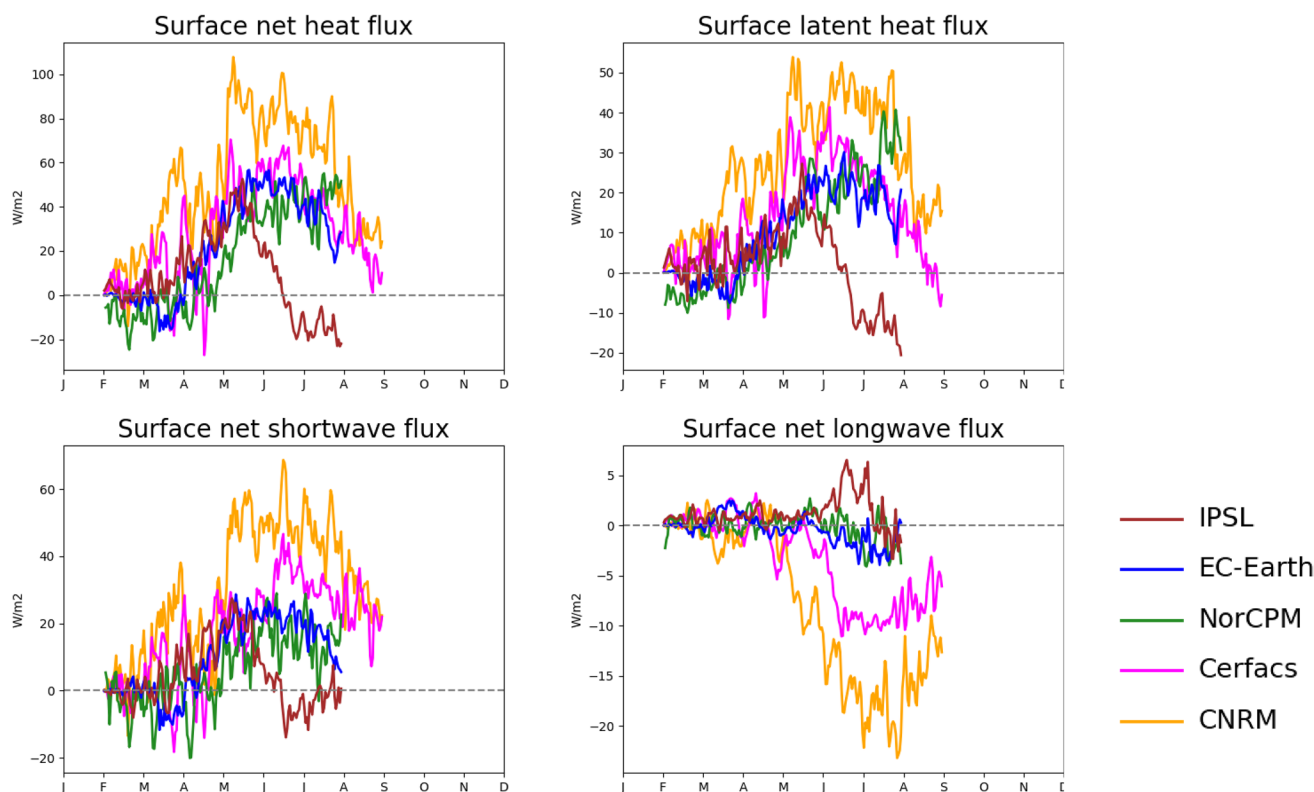 Surface net heat flux
W/m2
100
80
60
40
20
0
−20
J F M A M J J A S O N D
Surface latent heat flux
W/m2
50
40
30
20
10
0
−10
−20
J F M A M J J A S O N D
Surface net shortwave flux
W/m2
60
40
20
0
−20
J F M A M J J A S O N D
Surface net longwave flux
W/m2
5
0
−5
−10
−15
−20
J F M A M J J A S O N D
IPSL
EC-Earth
NorCPM
Cerfacs
CNRM